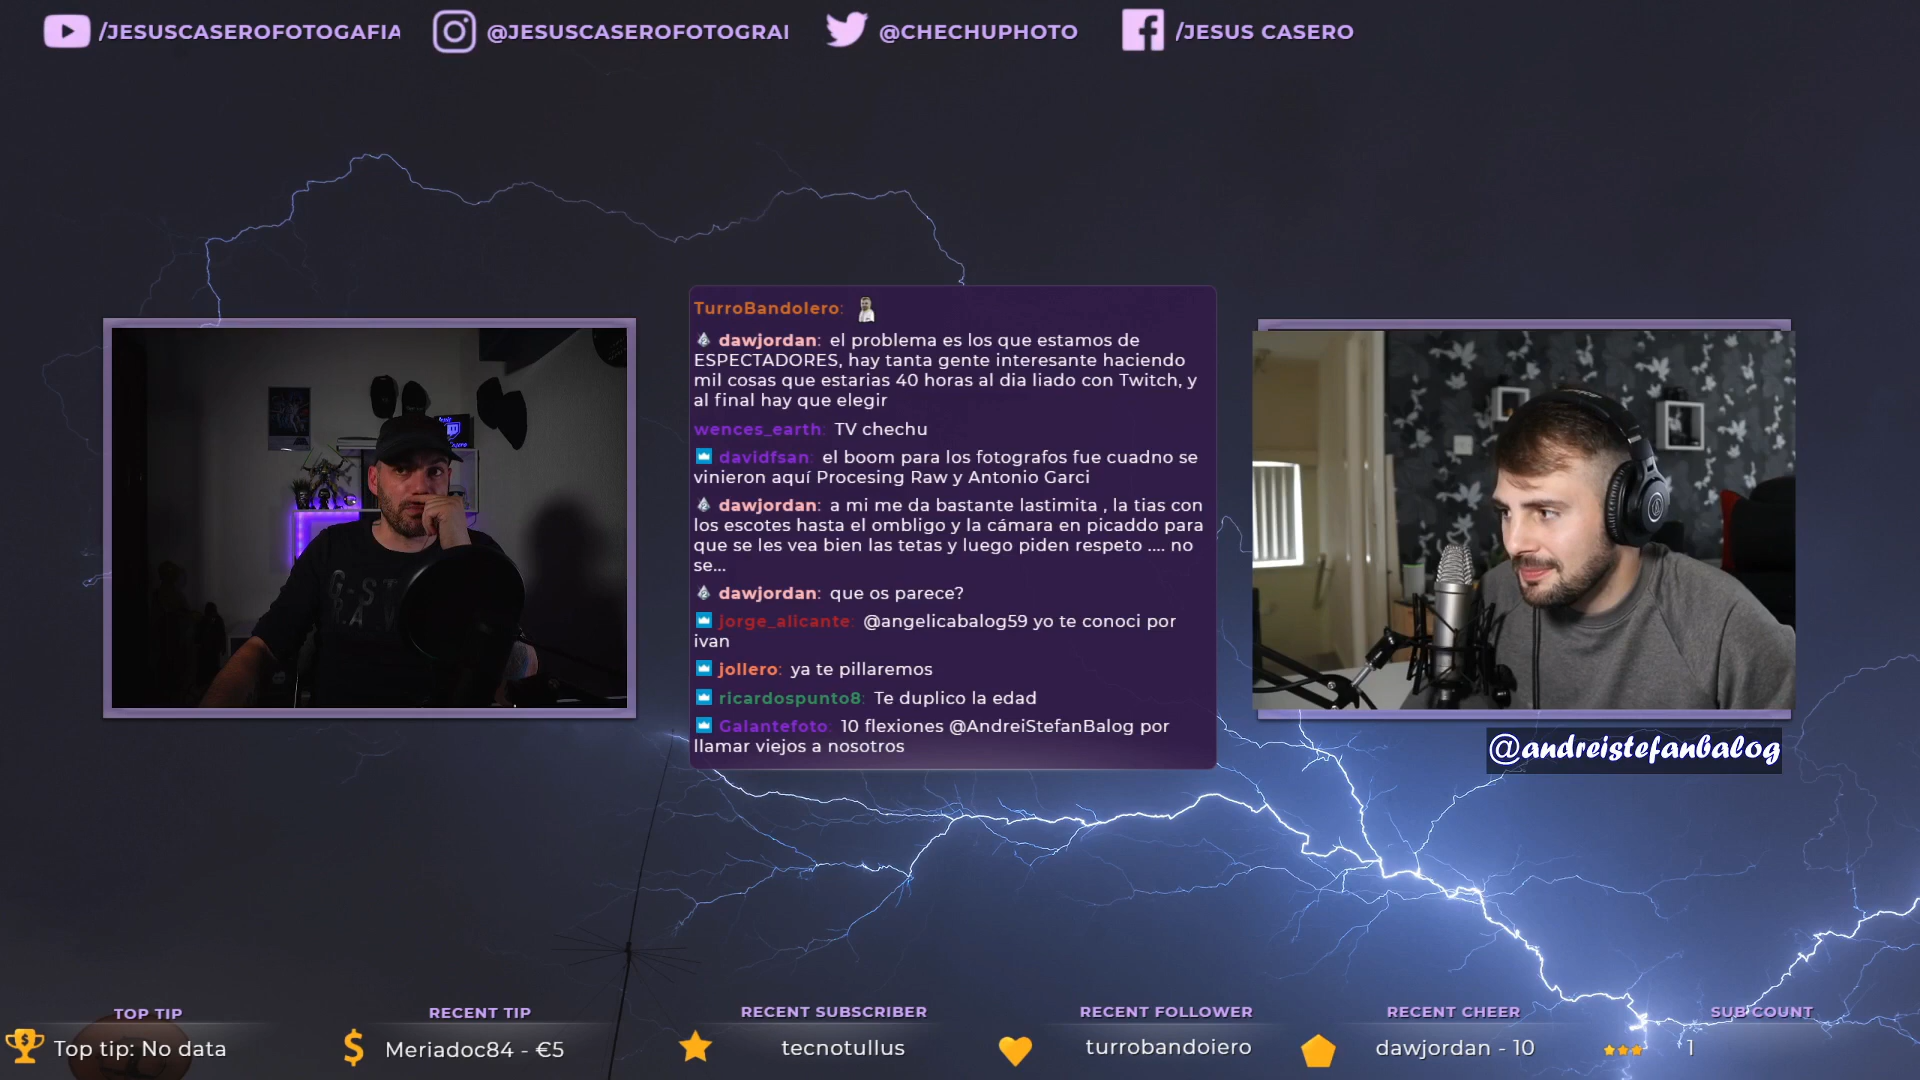 /JESUSCASEROFOTOGAFIA
@JESUSCASEROFOTOGRAI
@CHECHUPHOTO
/JESUS CASERO
TurroBandolero:
dawjordan: el problema es los que estamos de
ESPECTADORES, hay tanta gente interesante haciendo
mil cosas que estarias 40 horas al dia liado con Twitch, y
al final hay que elegir
wences_earth: TV chechu
davidfsan: el boom para los fotografos fue cuadno se
vinieron aquí Procesing Raw y Antonio Garci
dawjordan: a mi me da bastante lastimita , la tias con
los escotes hasta el ombligo y la cámara en picaddo para
que se les vea bien las tetas y luego piden respeto .... no
se...
dawjordan: que os parece?
jorge_alicante: @angelicabalog59 yo te conoci por
ivan
jollero: ya te pillaremos
ricardospunto8: Te duplico la edad
Galantefoto: 10 flexiones @AndreiStefanBalog por
llamar viejos a nosotros
@andreistefanbalog
TOP TIP
Top tip: No data
RECENT TIP
Meriadoc84 - €5
RECENT SUBSCRIBER
tecnotullus
RECENT FOLLOWER
turrobandoiero
RECENT CHEER
dawjordan - 10
SUB COUNT
1